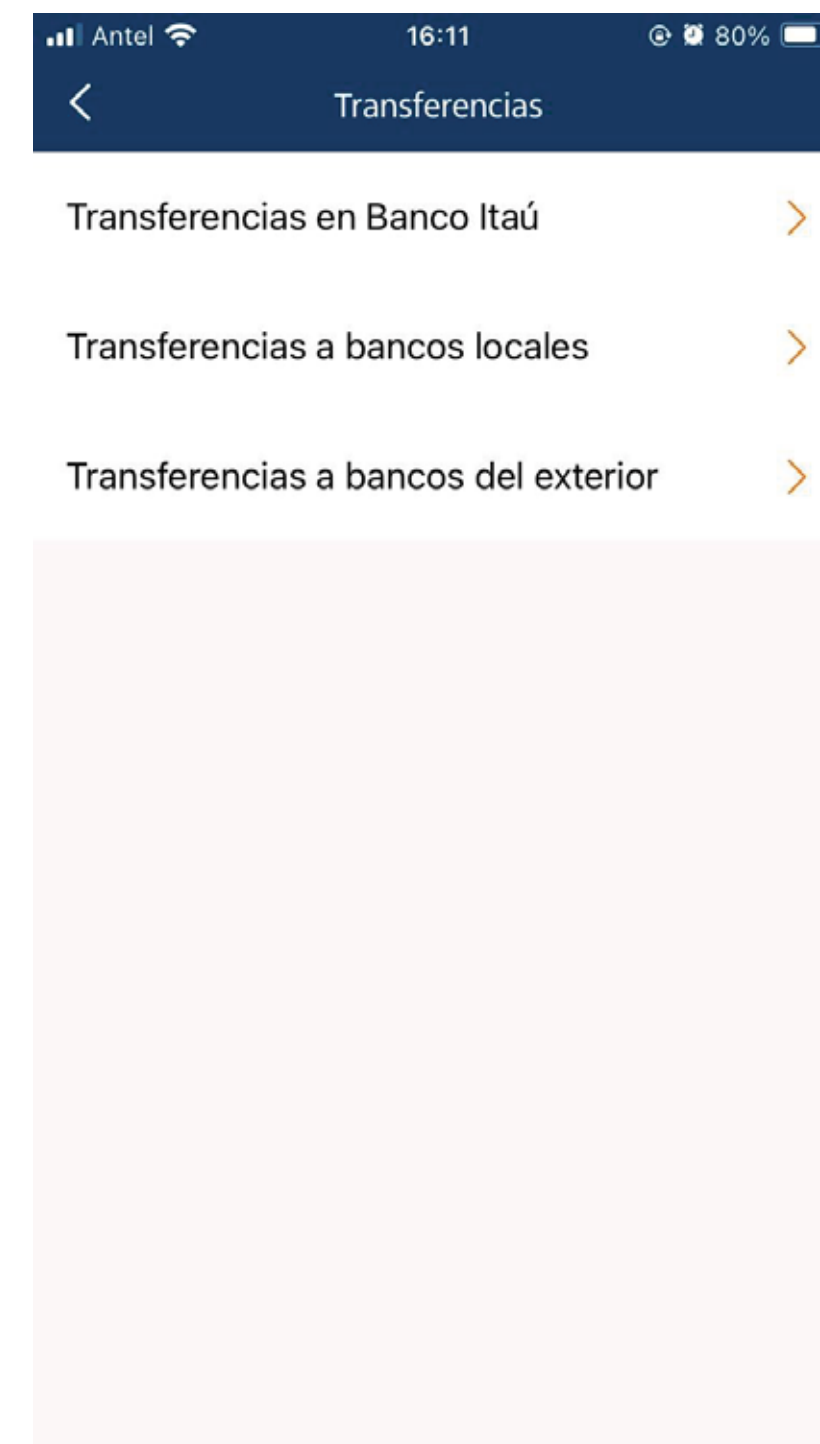 Antel 16:11 80%
Transferencias
Transferencias en Banco Itaú
Transferencias a bancos locales
Transferencias a bancos del exterior